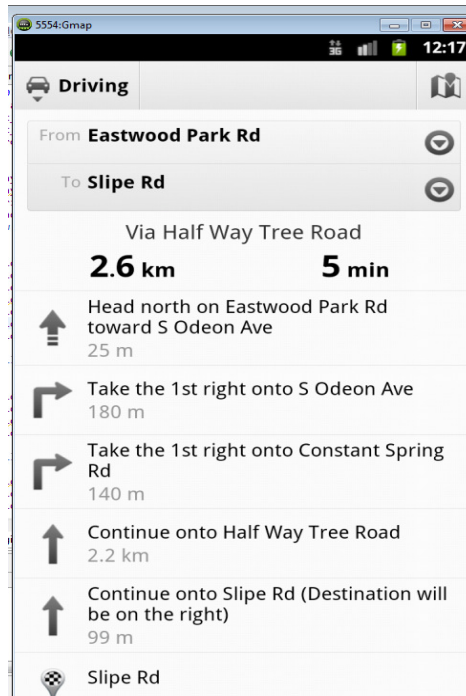 5554:Gmap
3G 12:17
Driving
From Eastwood Park Rd
To Slipe Rd
Via Half Way Tree Road
2.6 km 5 min
Head north on Eastwood Park Rd
toward S Odeon Ave
25 m
Take the 1st right onto S Odeon Ave
180 m
Take the 1st right onto Constant Spring
Rd
140 m
Continue onto Half Way Tree Road
2.2 km
Continue onto Slipe Rd (Destination will
be on the right)
99 m
Slipe Rd